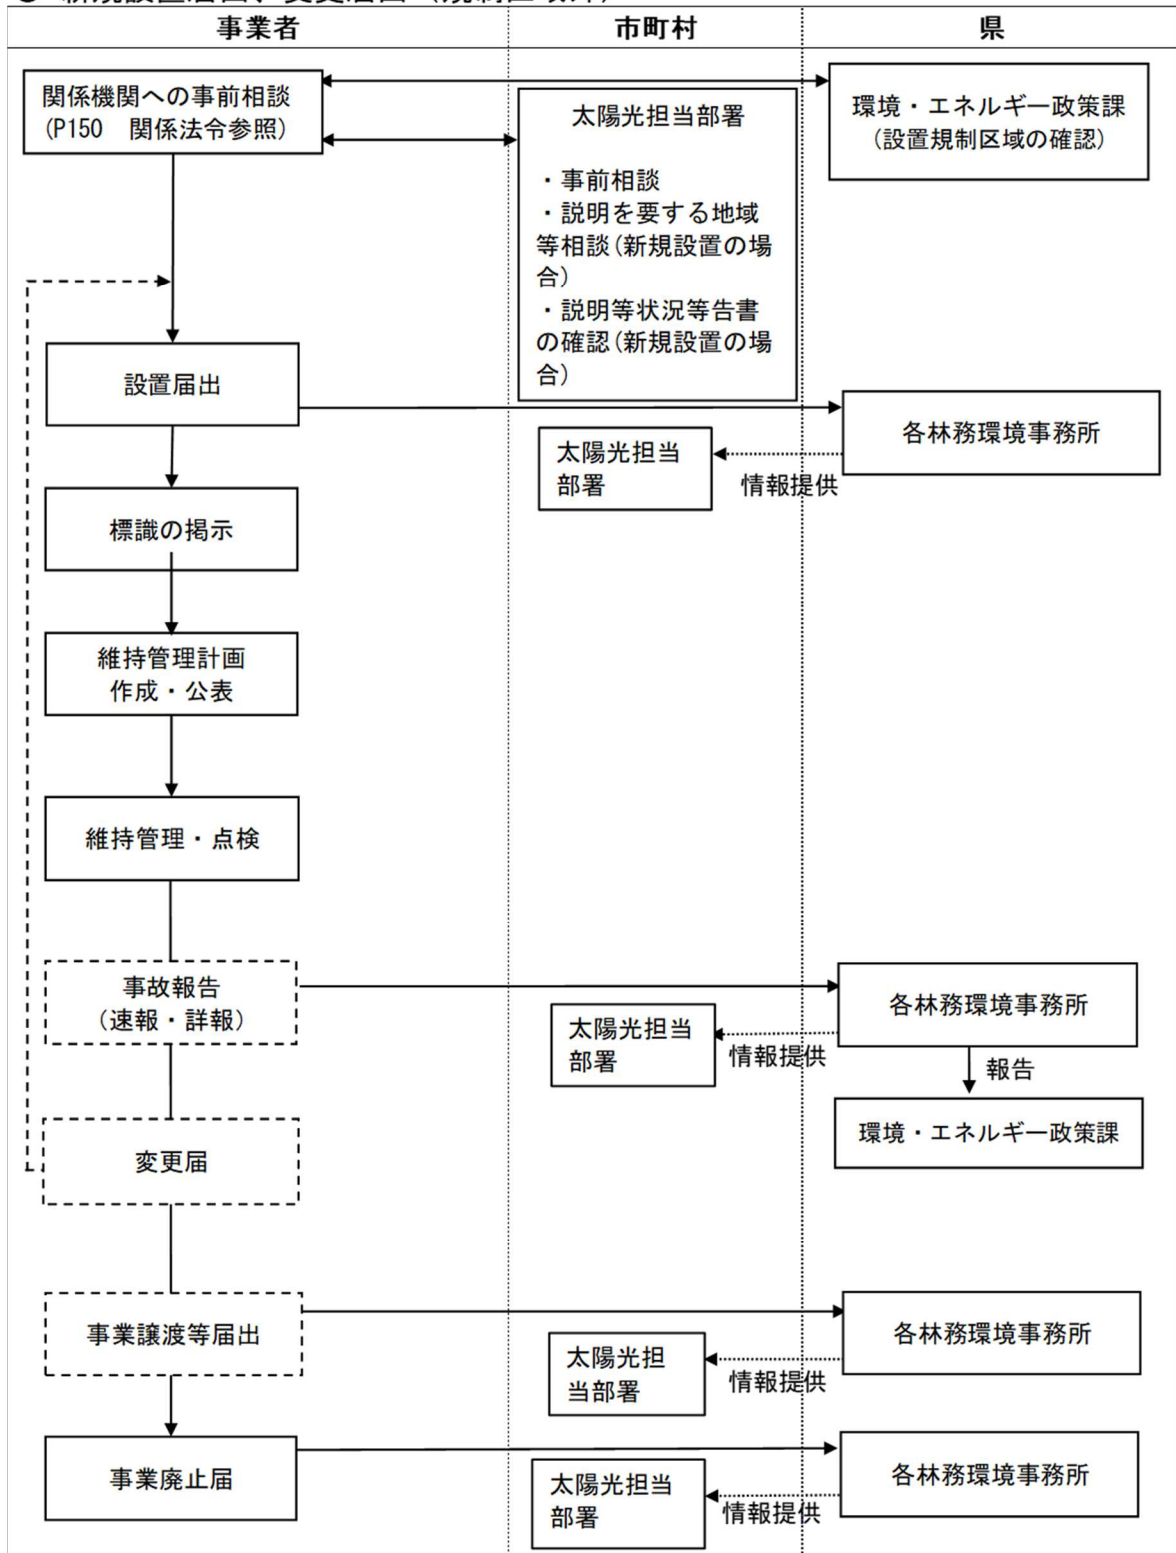 事業者
市町村
県
関係機関への事前相談
(P150 関係法令参照)
太陽光担当部署
・事前相談
・説明を要する地域
等相談(新規設置の場
合)
・説明等状況等告書
の確認(新規設置の場
合)
環境・エネルギー政策課
(設置規制区域の確認)
設置届出
各林務環境事務所
太陽光担当
部署
情報提供
標識の掲示
維持管理計画
作成・公表
維持管理・点検
事故報告
(速報・詳報)
各林務環境事務所
太陽光担当
部署
情報提供
報告
環境・エネルギー政策課
変更届
事業譲渡等届出
各林務環境事務所
太陽光担
当部署
情報提供
事業廃止届
各林務環境事務所
太陽光担当
部署
情報提供